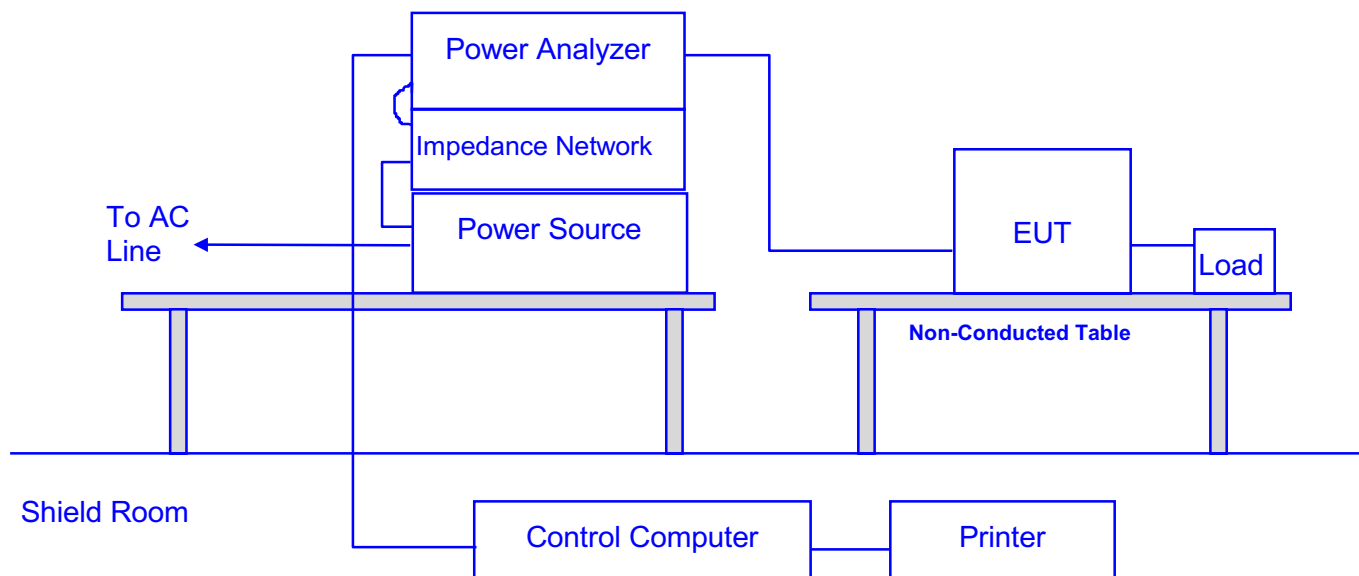 Power Analyzer
Impedance Network
To AC
Line
Power Source
EUT
Load
Non-Conducted Table
Shield Room
Control Computer
Printer